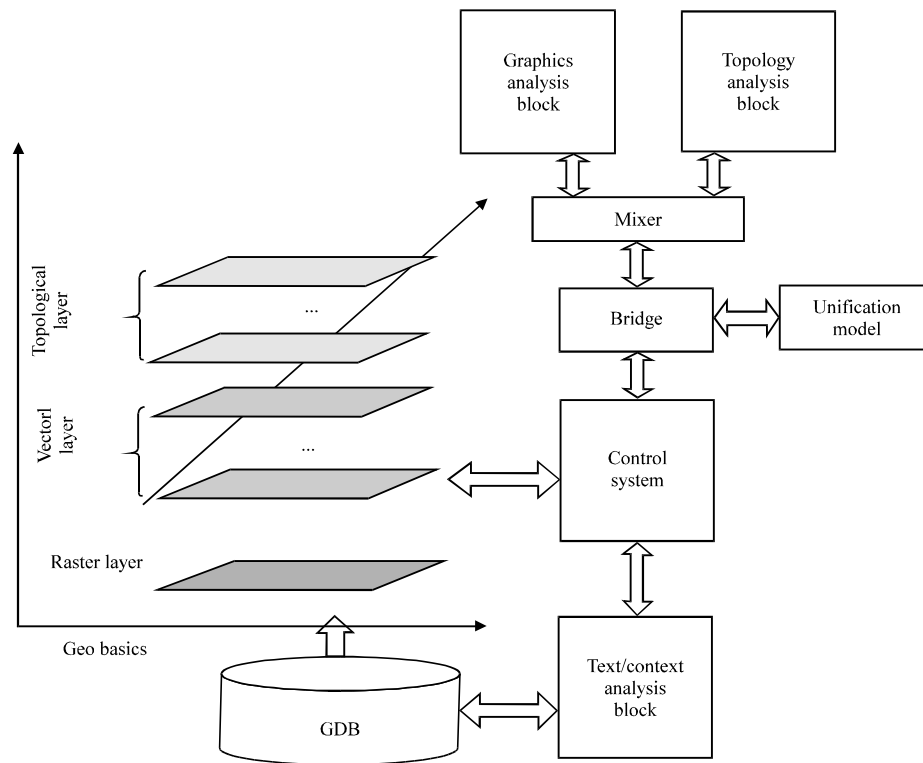 Graphics
analysis
block
Topology
analysis
block
Mixer
Bridge
Unification
model
Topological
layer
...
Vectorl
layer
...
Control
system
Raster layer
Geo basics
GDB
Text/context
analysis
block